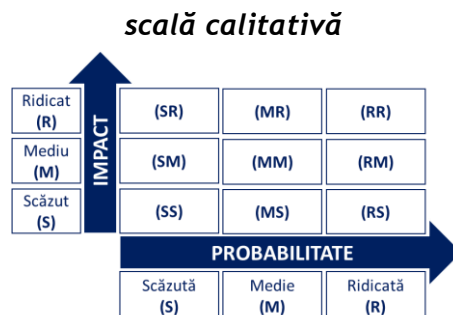 scală calitativă
Ridicat
(R)
(SR) (MR) (RR)
Mediu
(M)
(SM) (MM) (RM)
Scăzut
(S)
(SS) (MS) (RS)
IMPACT
PROBABILITATE
Scăzută
(S)
Medie
(M)
Ridicată
(R)